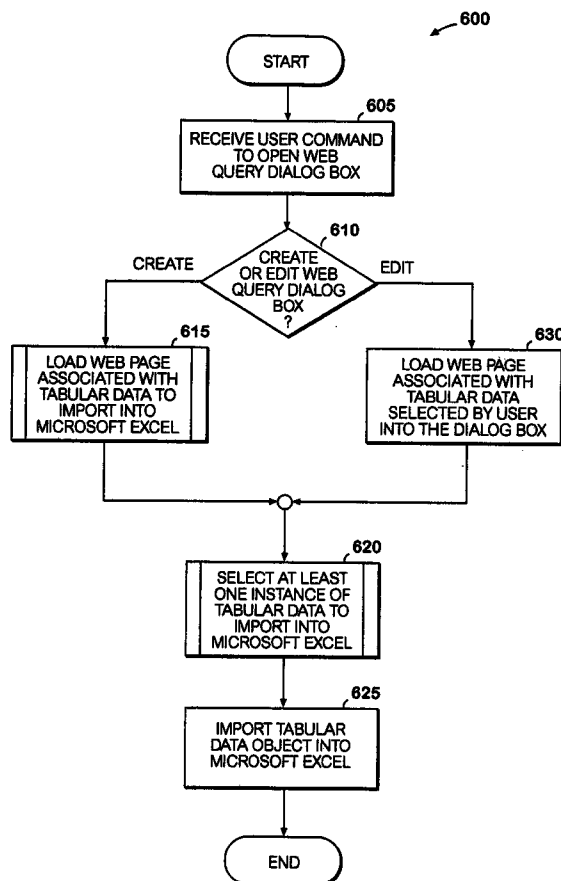 600
START
605
RECEIVE USER COMMAND
TO OPEN WEB
QUERY DIALOG BOX
610
CREATE
OR EDIT WEB
QUERY DIALOG
BOX
?
CREATE
EDIT
615
LOAD WEB PAGE
ASSOCIATED WITH
TABULAR DATA TO
IMPORT INTO
MICROSOFT EXCEL
630
LOAD WEB PAGE
ASSOCIATED WITH
TABULAR DATA
SELECTED BY USER
INTO THE DIALOG BOX
620
SELECT AT LEAST
ONE INSTANCE OF
TABULAR DATA TO
IMPORT INTO
MICROSOFT EXCEL
625
IMPORT TABULAR
DATA OBJECT INTO
MICROSOFT EXCEL
END